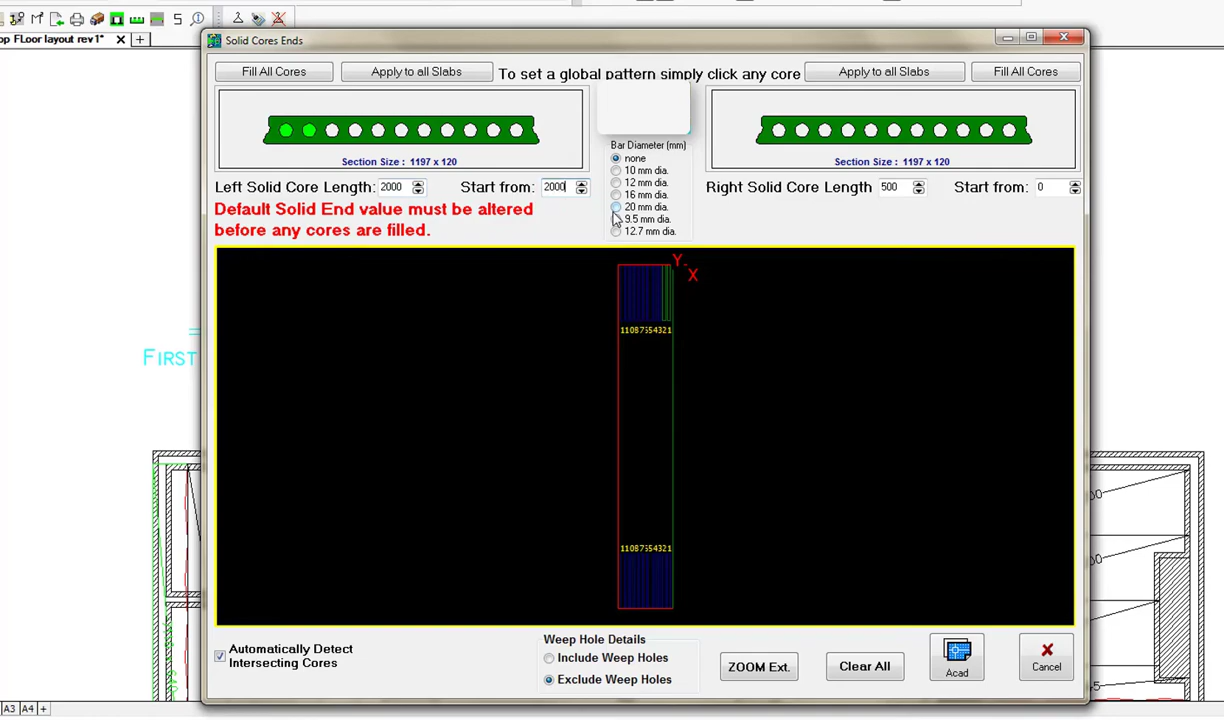 op FLoor layout rev1*
Solid Cores Ends
Fill All Cores
Apply to all Slabs
To set a global pattern simply click any core
Apply to all Slabs
Fill All Cores
Section Size : 1197 x 120
Section Size : 1197 x 120
Bar Diameter (mm)
none
10 mm dia.
12 mm dia.
16 mm dia.
20 mm dia.
9.5 mm dia.
12.7 mm dia.
Left Solid Core Length: 2000
Start from: 2000
Right Solid Core Length 500
Start from: 0
Default Solid End value must be altered
before any cores are filled.
Y
X
FIRST
Automatically Detect
Intersecting Cores
Weep Hole Details
Include Weep Holes
Exclude Weep Holes
ZOOM Ext.
Clear All
Acad
Cancel
A3 A4